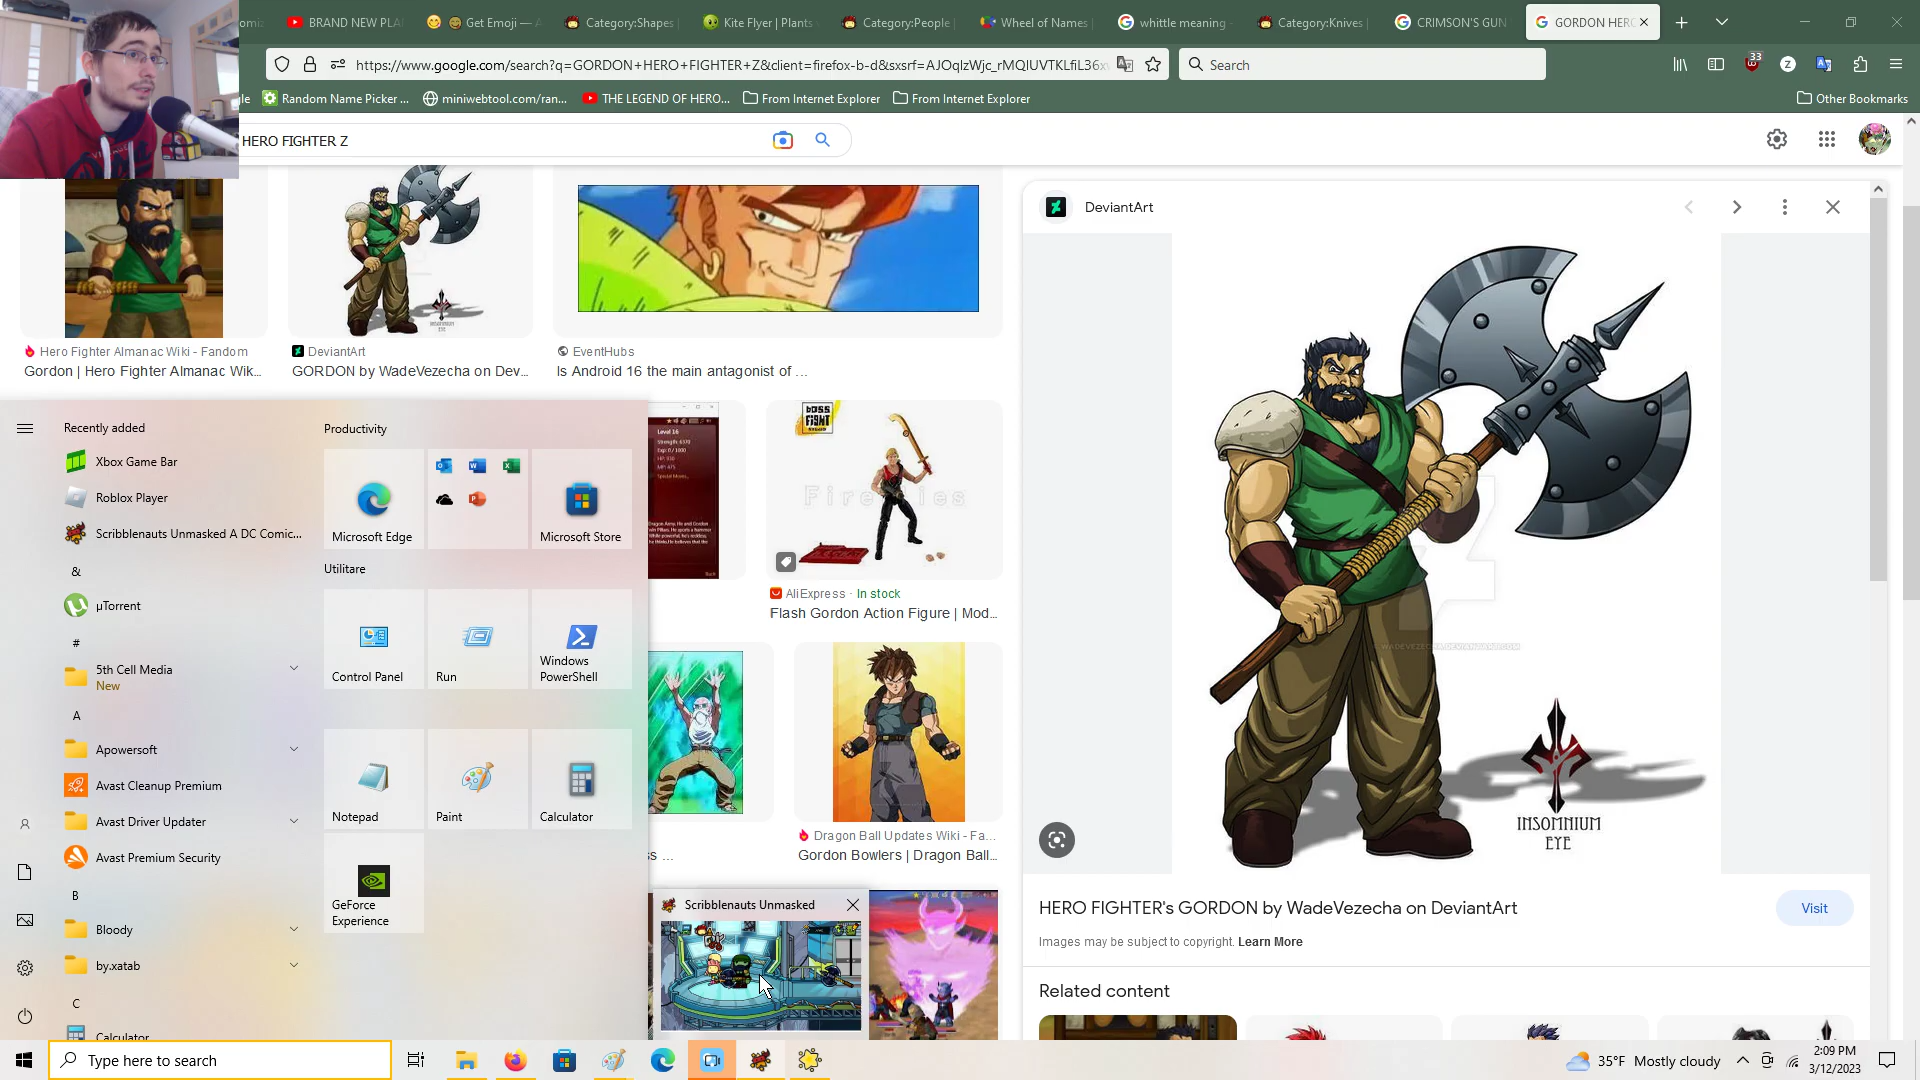 BRAND NEW PLA
Get Emoji — A
Category:Shapes
Kite Flyer | Plants
Category:People
Wheel of Names
whittle meaning -
Category:Knives
CRIMSON'S GUN
GORDON HERO
https://www.google.com/search?q=GORDON+HERO+FIGHTER+Z&client=firefox-b-d&sxsrf=AJOqlzWjc_rMQIUVTKLfiL36x
Search
33
Z
Random Name Picker ...
miniwebtool.com/ran...
THE LEGEND OF HERO...
From Internet Explorer
From Internet Explorer
Other Bookmarks
HERO FIGHTER Z
Hero Fighter Almanac Wiki - Fandom
Gordon | Hero Fighter Almanac Wik...
DeviantArt
GORDON by WadeVezecha on Dev...
EventHubs
Is Android 16 the main antagonist of ...
DeviantArt
Recently added
Xbox Game Bar
Roblox Player
Scribblenauts Unmasked A DC Comic...
&
µTorrent
#
5th Cell Media
New
A
Apowersoft
Avast Cleanup Premium
Avast Driver Updater
Avast Premium Security
B
Bloody
by.xatab
C
Calculator
Productivity
Microsoft Edge
Microsoft Store
Utilitare
Control Panel
Run
Windows
PowerShell
Notepad
Paint
Calculator
GeForce
Experience
Level 16
BOSS
FIGHT
Fireflies
AliExpress · In stock
Flash Gordon Action Figure | Mod...
ss ...
Dragon Ball Updates Wiki - Fa...
Gordon Bowlers | Dragon Ball...
Scribblenauts Unmasked
INSOMNIUM
EYE
HERO FIGHTER's GORDON by WadeVezecha on DeviantArt
Visit
Images may be subject to copyright. Learn More
Related content
Type here to search
35°F Mostly cloudy
2:09 PM
3/12/2023